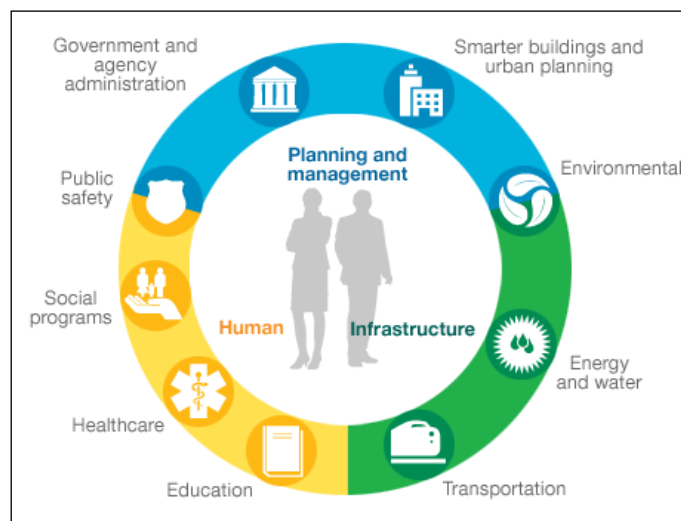 Government and
agency
administration
Smarter buildings and
urban planning
Planning and
management
Public
safety
Environmental
Social
programs
Human
Infrastructure
Energy
and water
Healthcare
Education
Transportation